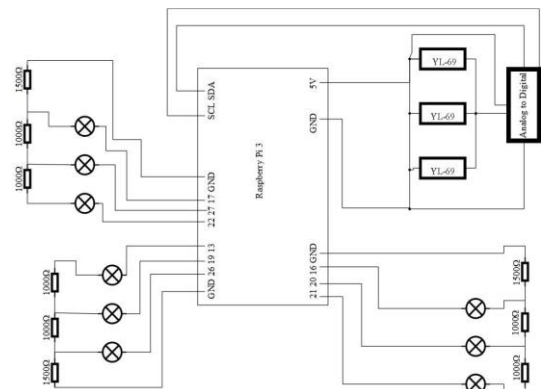 1500Ω
1000Ω
1000Ω
SCL SDA
22 27 17 GND
GND 26 19 13
Raspberry Pi 3
5V
GND
21 20 16 GND
YL-69
YL-69
YL-69
Analog to Digital
1000Ω
1000Ω
1500Ω
1500Ω
1000Ω
1000Ω